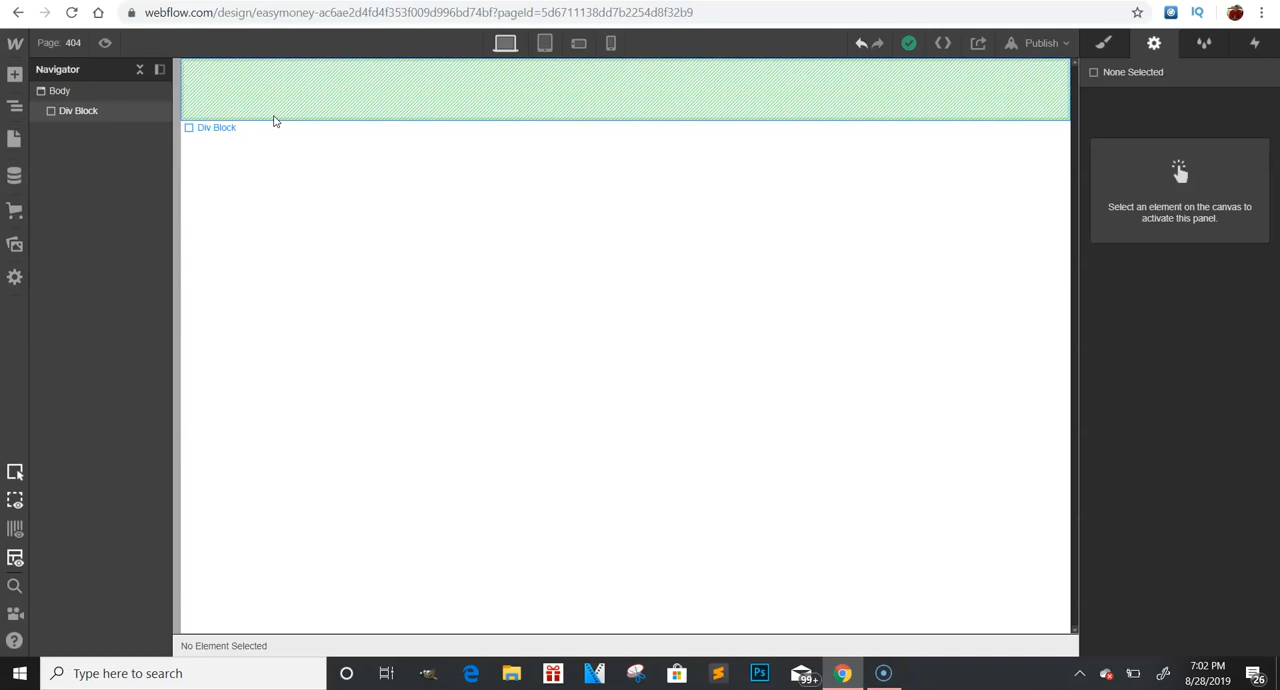 webflow.com/design/easymoney-ac6ae2d4fd4f353f009d996bd74bf?pageId=5d6711138dd7b2254d8f32b9
IQ
Page: 404
Publish
Navigator
Body
Div Block
Div Block
None Selected
Select an element on the canvas to
activate this panel.
No Element Selected
Type here to search
Ps
99+
7:02 PM
8/28/2019
26